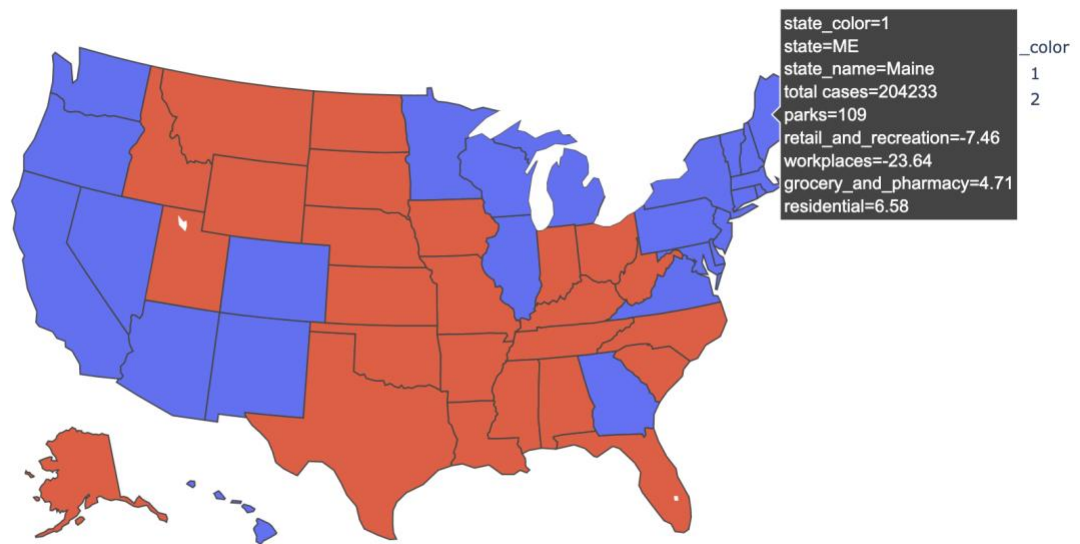 state_color=1
state=ME
state_name=Maine
total cases=204233
parks=109
retail_and_recreation=-7.46
workplaces=-23.64
grocery_and_pharmacy=4.71
residential=6.58
_color
1
2